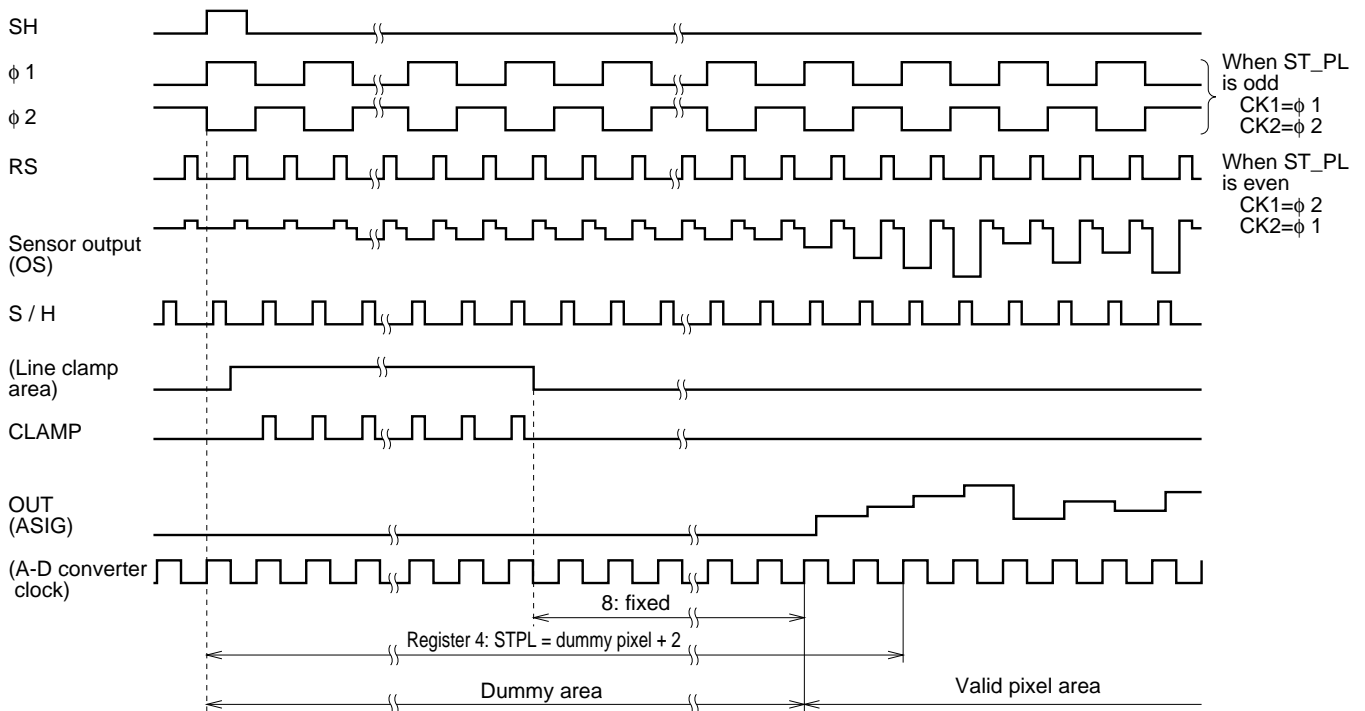 SH
ϕ 1
ϕ 2
RS
Sensor output
(OS)
S / H
(Line clamp
area)
CLAMP
OUT
(ASIG)
(A-D converter
clock)
When ST_PL
is odd
CK1=ϕ 1
CK2=ϕ 2
When ST_PL
is even
CK1=ϕ 2
CK2=ϕ 1
8: fixed
Register 4: STPL = dummy pixel + 2
Dummy area
Valid pixel area